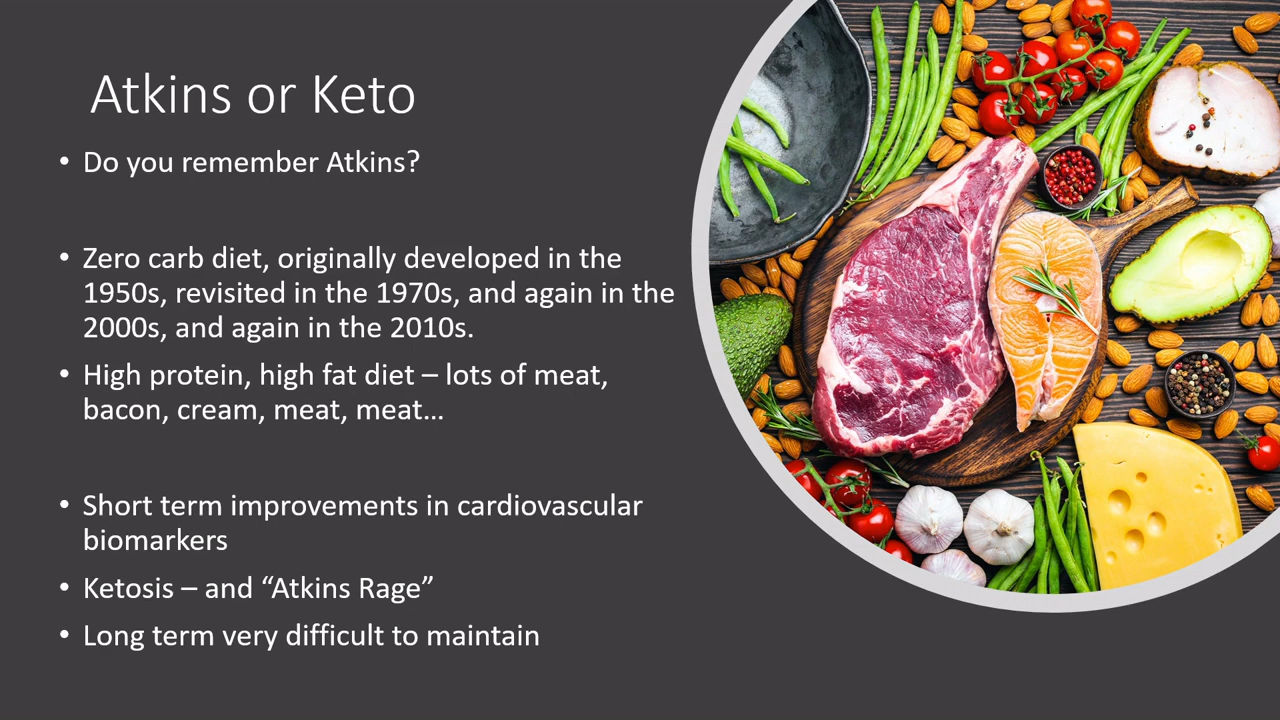 Atkins or Keto
• Do you remember Atkins?
• Zero carb diet, originally developed in the
1950s, revisited in the 1970s, and again in the
2000s, and again in the 2010s.
• High protein, high fat diet – lots of meat,
bacon, cream, meat, meat…
• Short term improvements in cardiovascular
biomarkers
• Ketosis – and “Atkins Rage”
• Long term very difficult to maintain